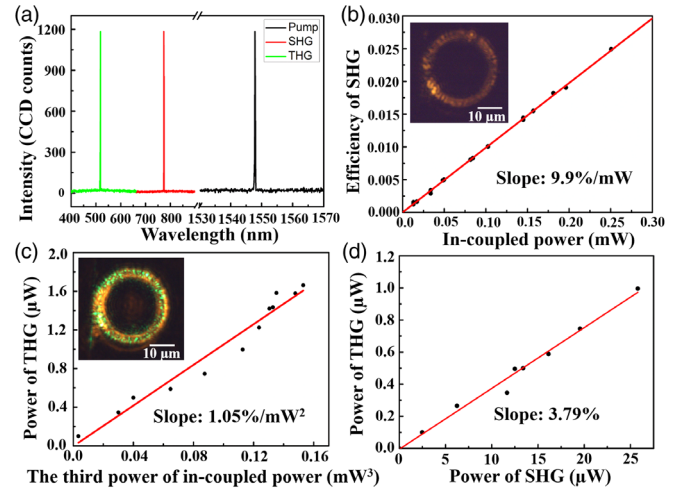 (a)
1200
900
600
300
0
Intensity (CCD counts)
Pump
SHG
THG
400 500 600 700 800 1530 1540 1550 1560 1570
Wavelength (nm)
(b)
0.030
0.025
0.020
0.015
0.010
0.005
0.000
Efficiency of SHG
10 μm
Slope: 9.9%/mW
0.00 0.05 0.10 0.15 0.20 0.25 0.30
In-coupled power (mW)
(c)
2.0
1.6
1.2
0.8
0.4
0.0
Power of THG (μW)
10 μm
Slope: 1.05%/mW²
0.00 0.04 0.08 0.12 0.16
The third power of in-coupled power (mW³)
(d)
1.2
1.0
0.8
0.6
0.4
0.2
0.0
Power of THG (μW)
Slope: 3.79%
0 5 10 15 20 25
Power of SHG (μW)